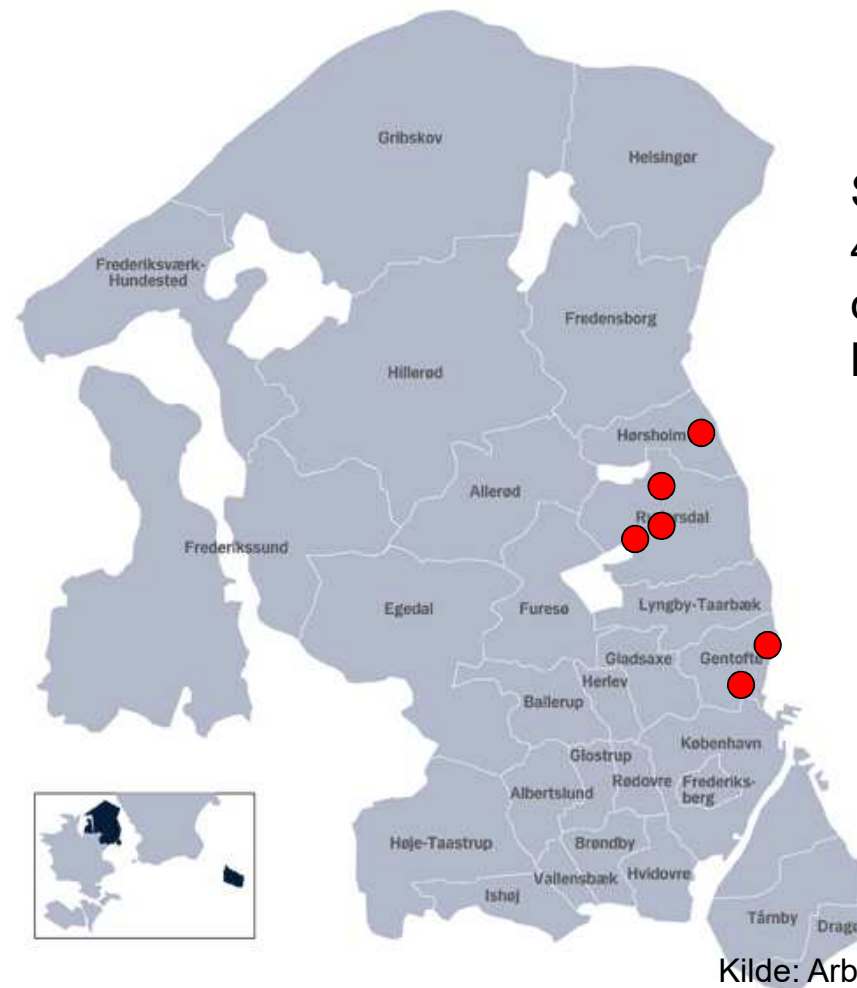 Gribskov
Helsingør
Frederiksværk-
Hundested
Fredensborg
Hillerød
Hørsholm
Allerød
Frederikssund
Egedal
Furesø
Lyngby-Taarbæk
Gladsaxe
Gentofte
Herlev
Ballerup
København
Glostrup
Albertslund
Rødovre
Frederiks-
berg
Høje-Taastrup
Brøndby
Vallensbæk
Hvidovre
Ishøj
Tårnby
Drag
Kilde: Arb